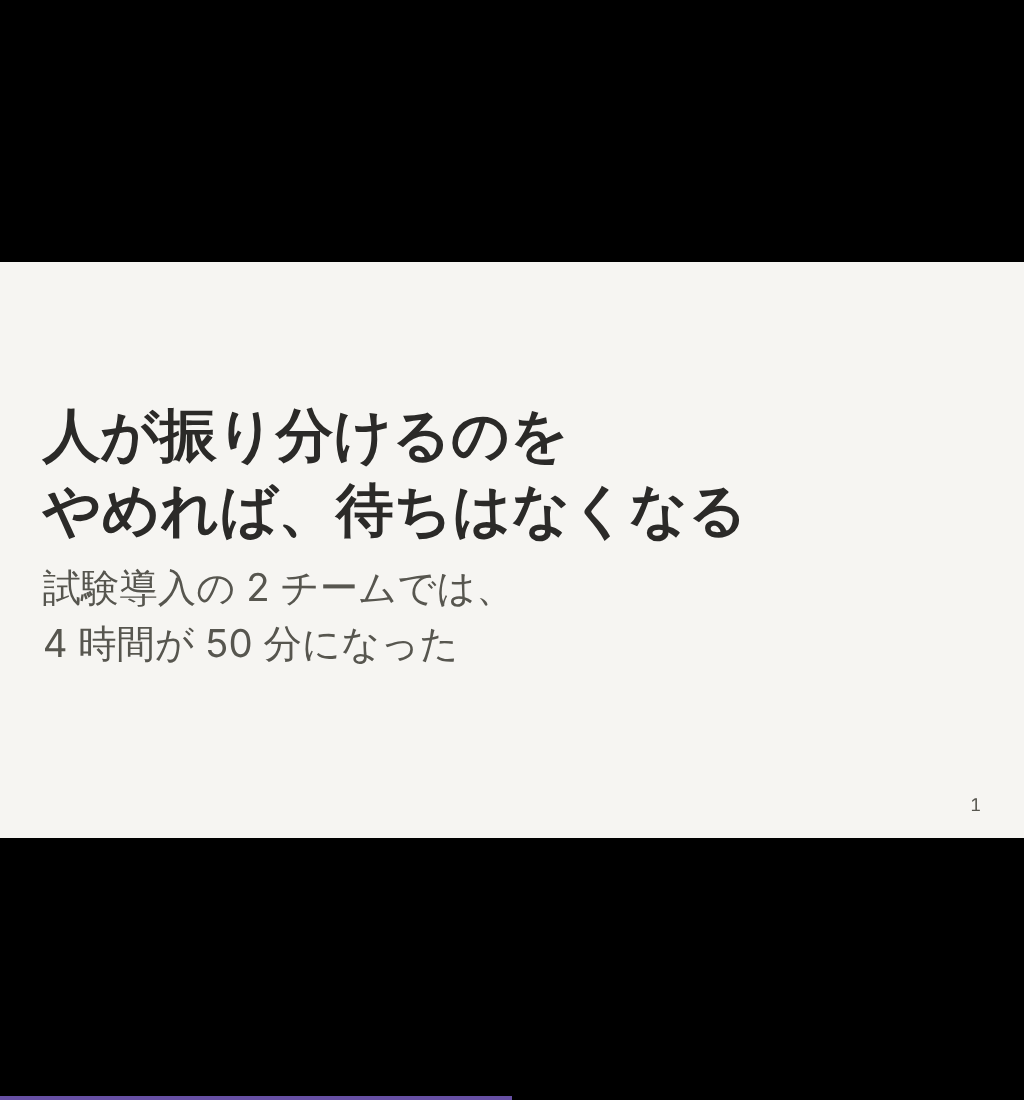 人が振り分けるのを
やめれば、待ちはなくなる
試験導入の 2 チームでは、
4 時間が 50 分になった
1